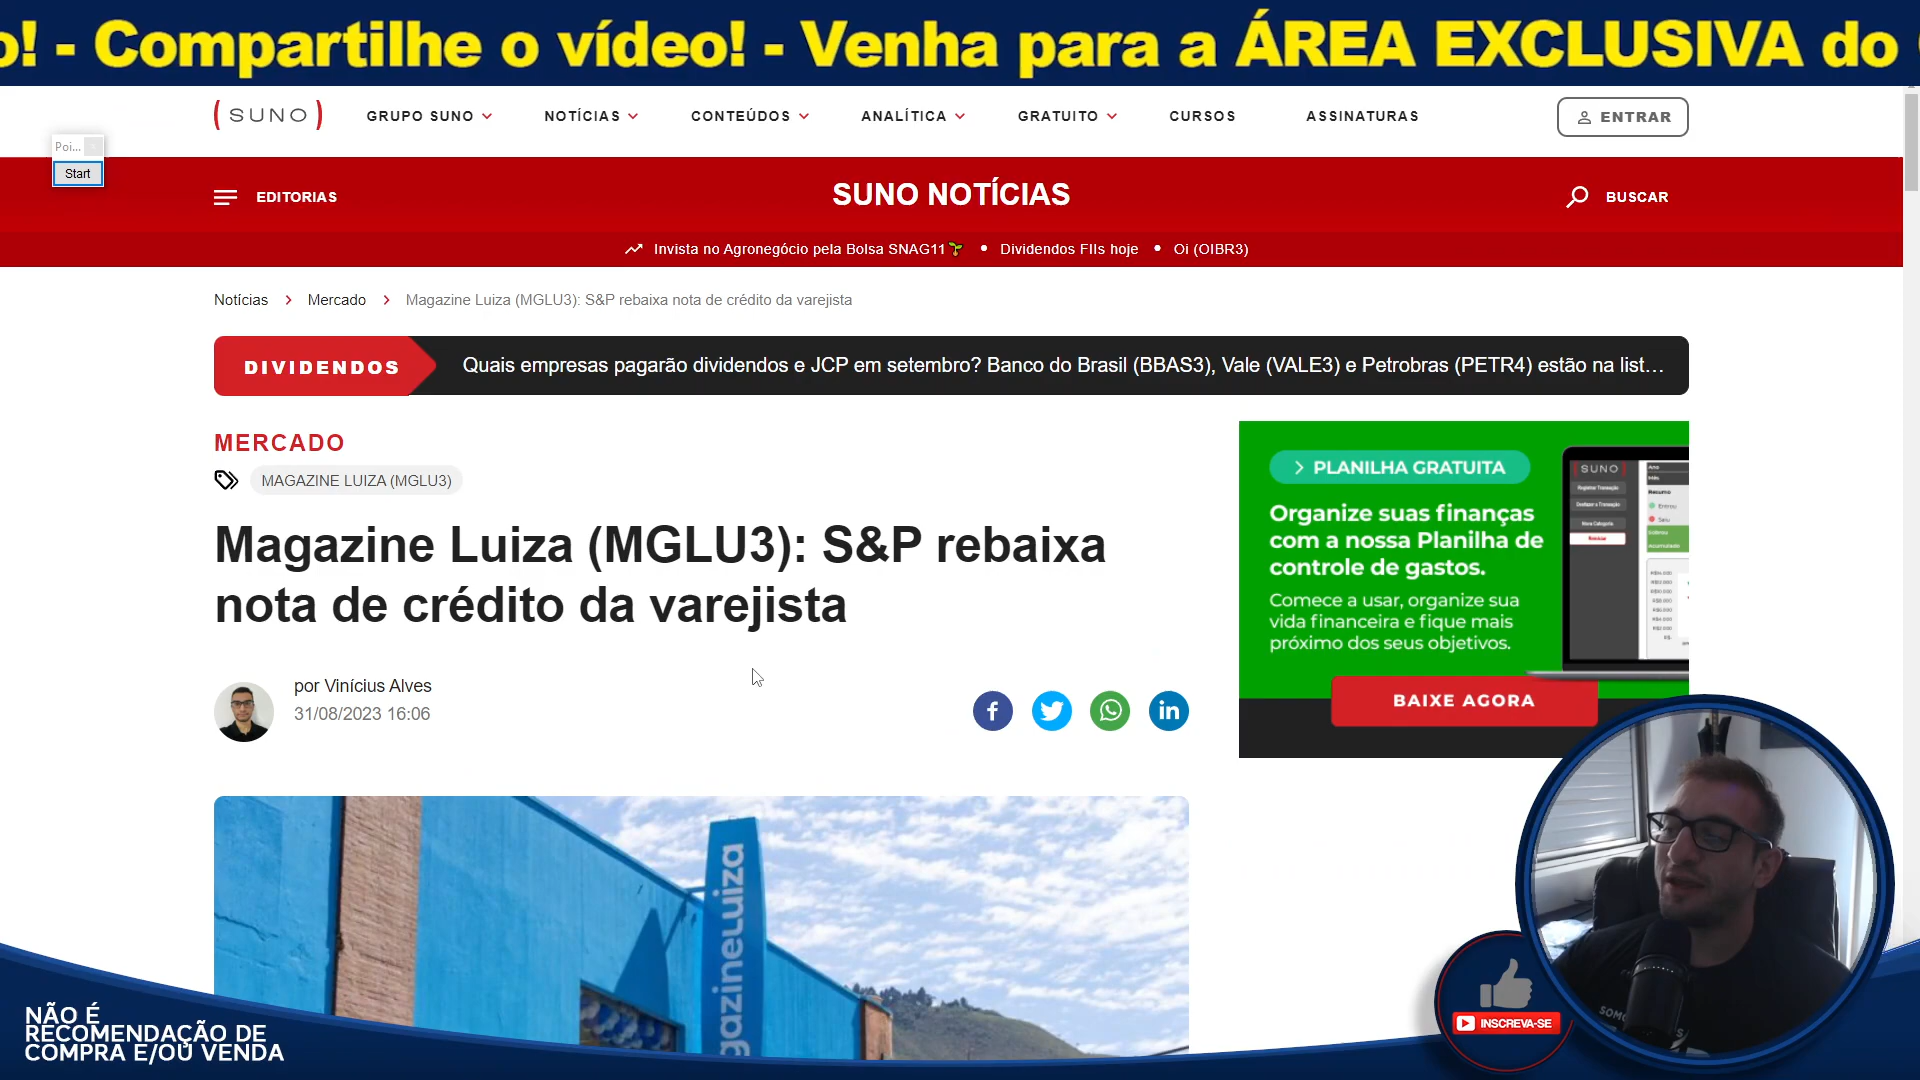 o! - Compartilhe o vídeo! - Venha para a ÁREA EXCLUSIVA do
SUNO
GRUPO SUNO
NOTÍCIAS
CONTEÚDOS
ANALÍTICA
GRATUITO
CURSOS
ASSINATURAS
ENTRAR
Poi...
Start
EDITORIAS
SUNO NOTÍCIAS
BUSCAR
Invista no Agronegócio pela Bolsa SNAG11🌱 • Dividendos FIIs hoje • Oi (OIBR3)
Notícias > Mercado > Magazine Luiza (MGLU3): S&P rebaixa nota de crédito da varejista
DIVIDENDOS
Quais empresas pagarão dividendos e JCP em setembro? Banco do Brasil (BBAS3), Vale (VALE3) e Petrobras (PETR4) estão na list...
MERCADO
MAGAZINE LUIZA (MGLU3)
Magazine Luiza (MGLU3): S&P rebaixa
nota de crédito da varejista
por Vinícius Alves
31/08/2023 16:06
> PLANILHA GRATUITA
Organize suas finanças
com a nossa Planilha de
controle de gastos.
Comece a usar, organize sua
vida financeira e fique mais
próximo dos seus objetivos.
BAIXE AGORA
SUNO
azineluiza
NÃO É
RECOMENDAÇÃO DE
COMPRA E/OU VENDA
INSCREVA-SE